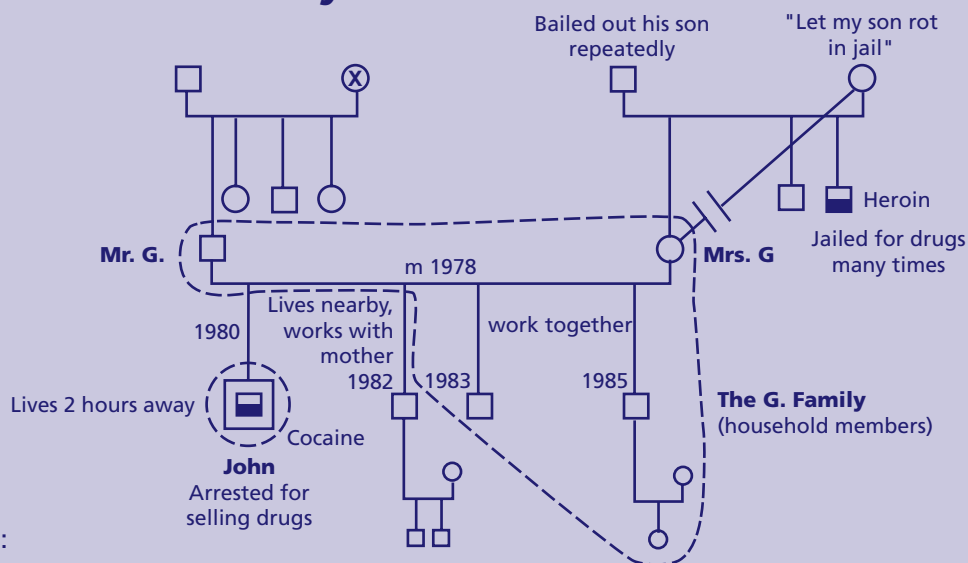 Bailed out his son
repeatedly
"Let my son rot
in jail"
X
Heroin
Jailed for drugs
many times
Mr. G.
Mrs. G
m 1978
1980
Lives nearby,
works with
mother
1982
1983
work together
1985
Lives 2 hours away
Cocaine
John
Arrested for
selling drugs
The G. Family
(household members)
: